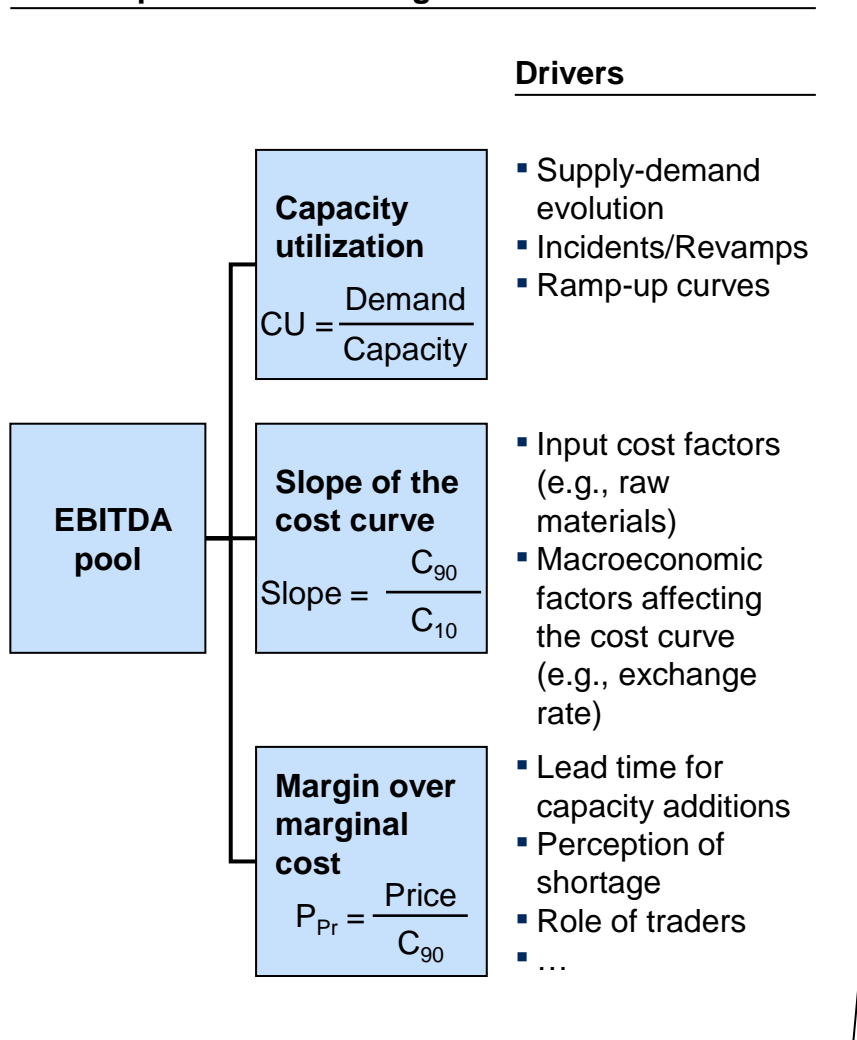 Drivers
Capacity
utilization
CU = Demand
Capacity
Supply-demand
evolution
Incidents/Revamps
Ramp-up curves
EBITDA
pool
Slope of the
cost curve
Slope = C90
C10
Input cost factors
(e.g., raw
materials)
Macroeconomic
factors affecting
the cost curve
(e.g., exchange
rate)
Margin over
marginal
cost
PPr = Price
C90
Lead time for
capacity additions
Perception of
shortage
Role of traders
…